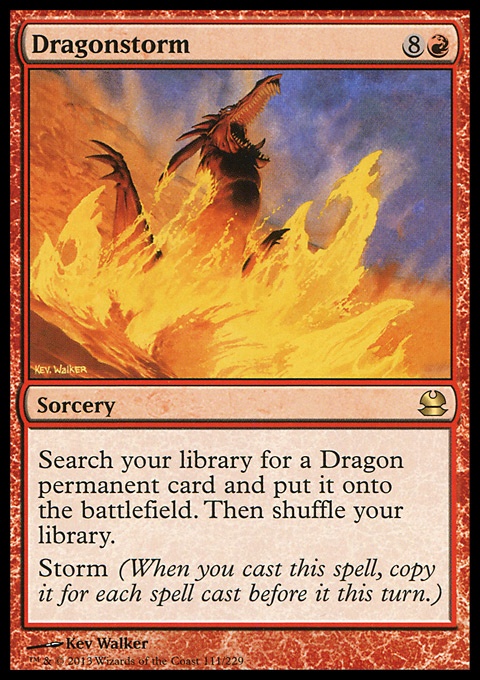 Dragonstorm 8
KEV. WALKER
Sorcery
Search your library for a Dragon
permanent card and put it onto
the battlefield. Then shuffle your
library.
Storm (When you cast this spell, copy
it for each spell cast before it this turn.)
Kev Walker
™ & © 2013 Wizards of the Coast 111/229